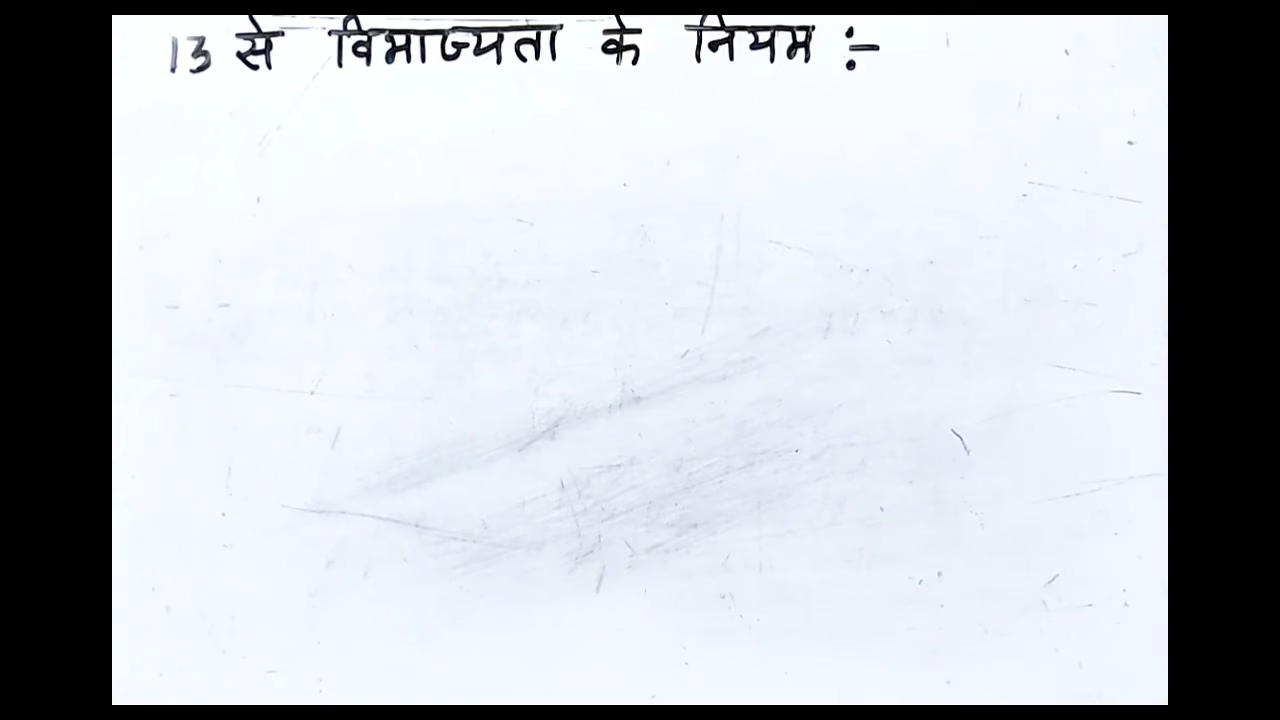 13 से विभाज्यता के नियम :-